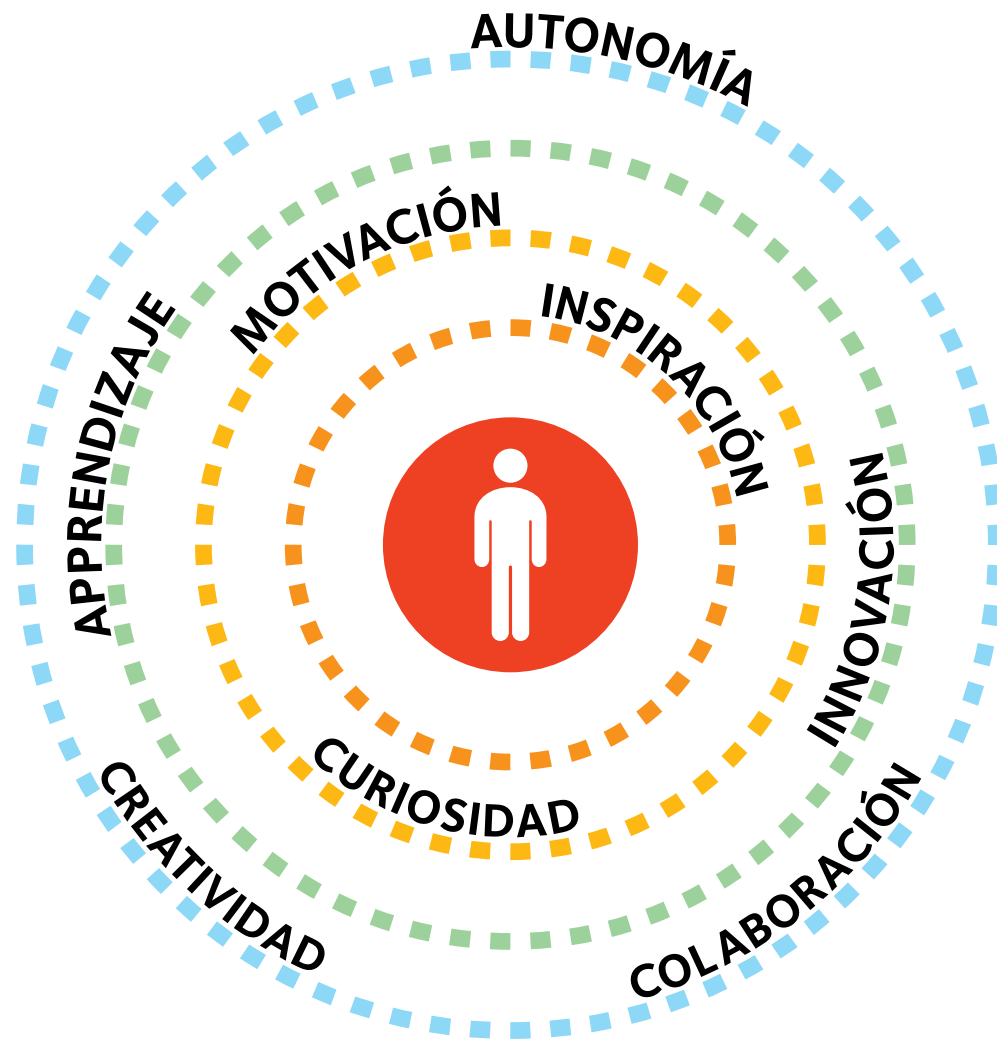 AUTONOMÍA
MOTIVACIÓN
INSPIRACIÓN
APPRENDIZAJE
INNOVACIÓN
CURIOSIDAD
CREATIVIDAD
COLABORACIÓN